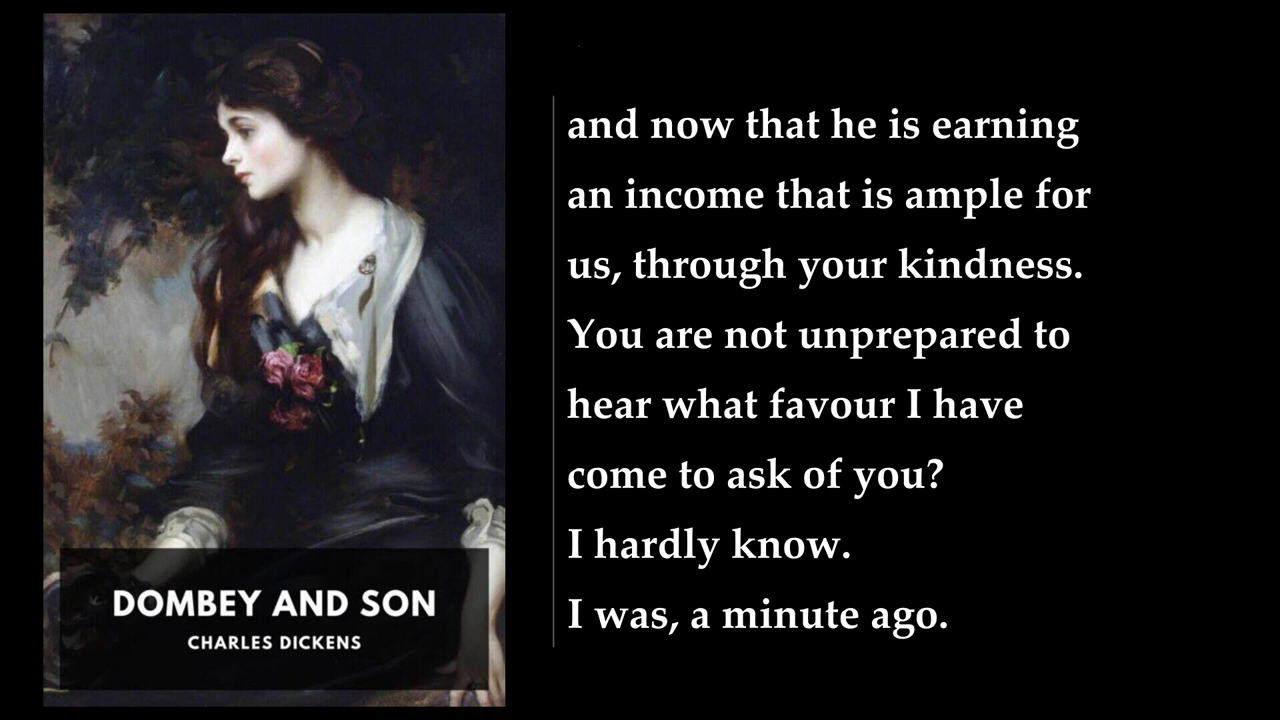 DOMBEY AND SON
CHARLES DICKENS
and now that he is earning
an income that is ample for
us, through your kindness.
You are not unprepared to
hear what favour I have
come to ask of you?
I hardly know.
I was, a minute ago.